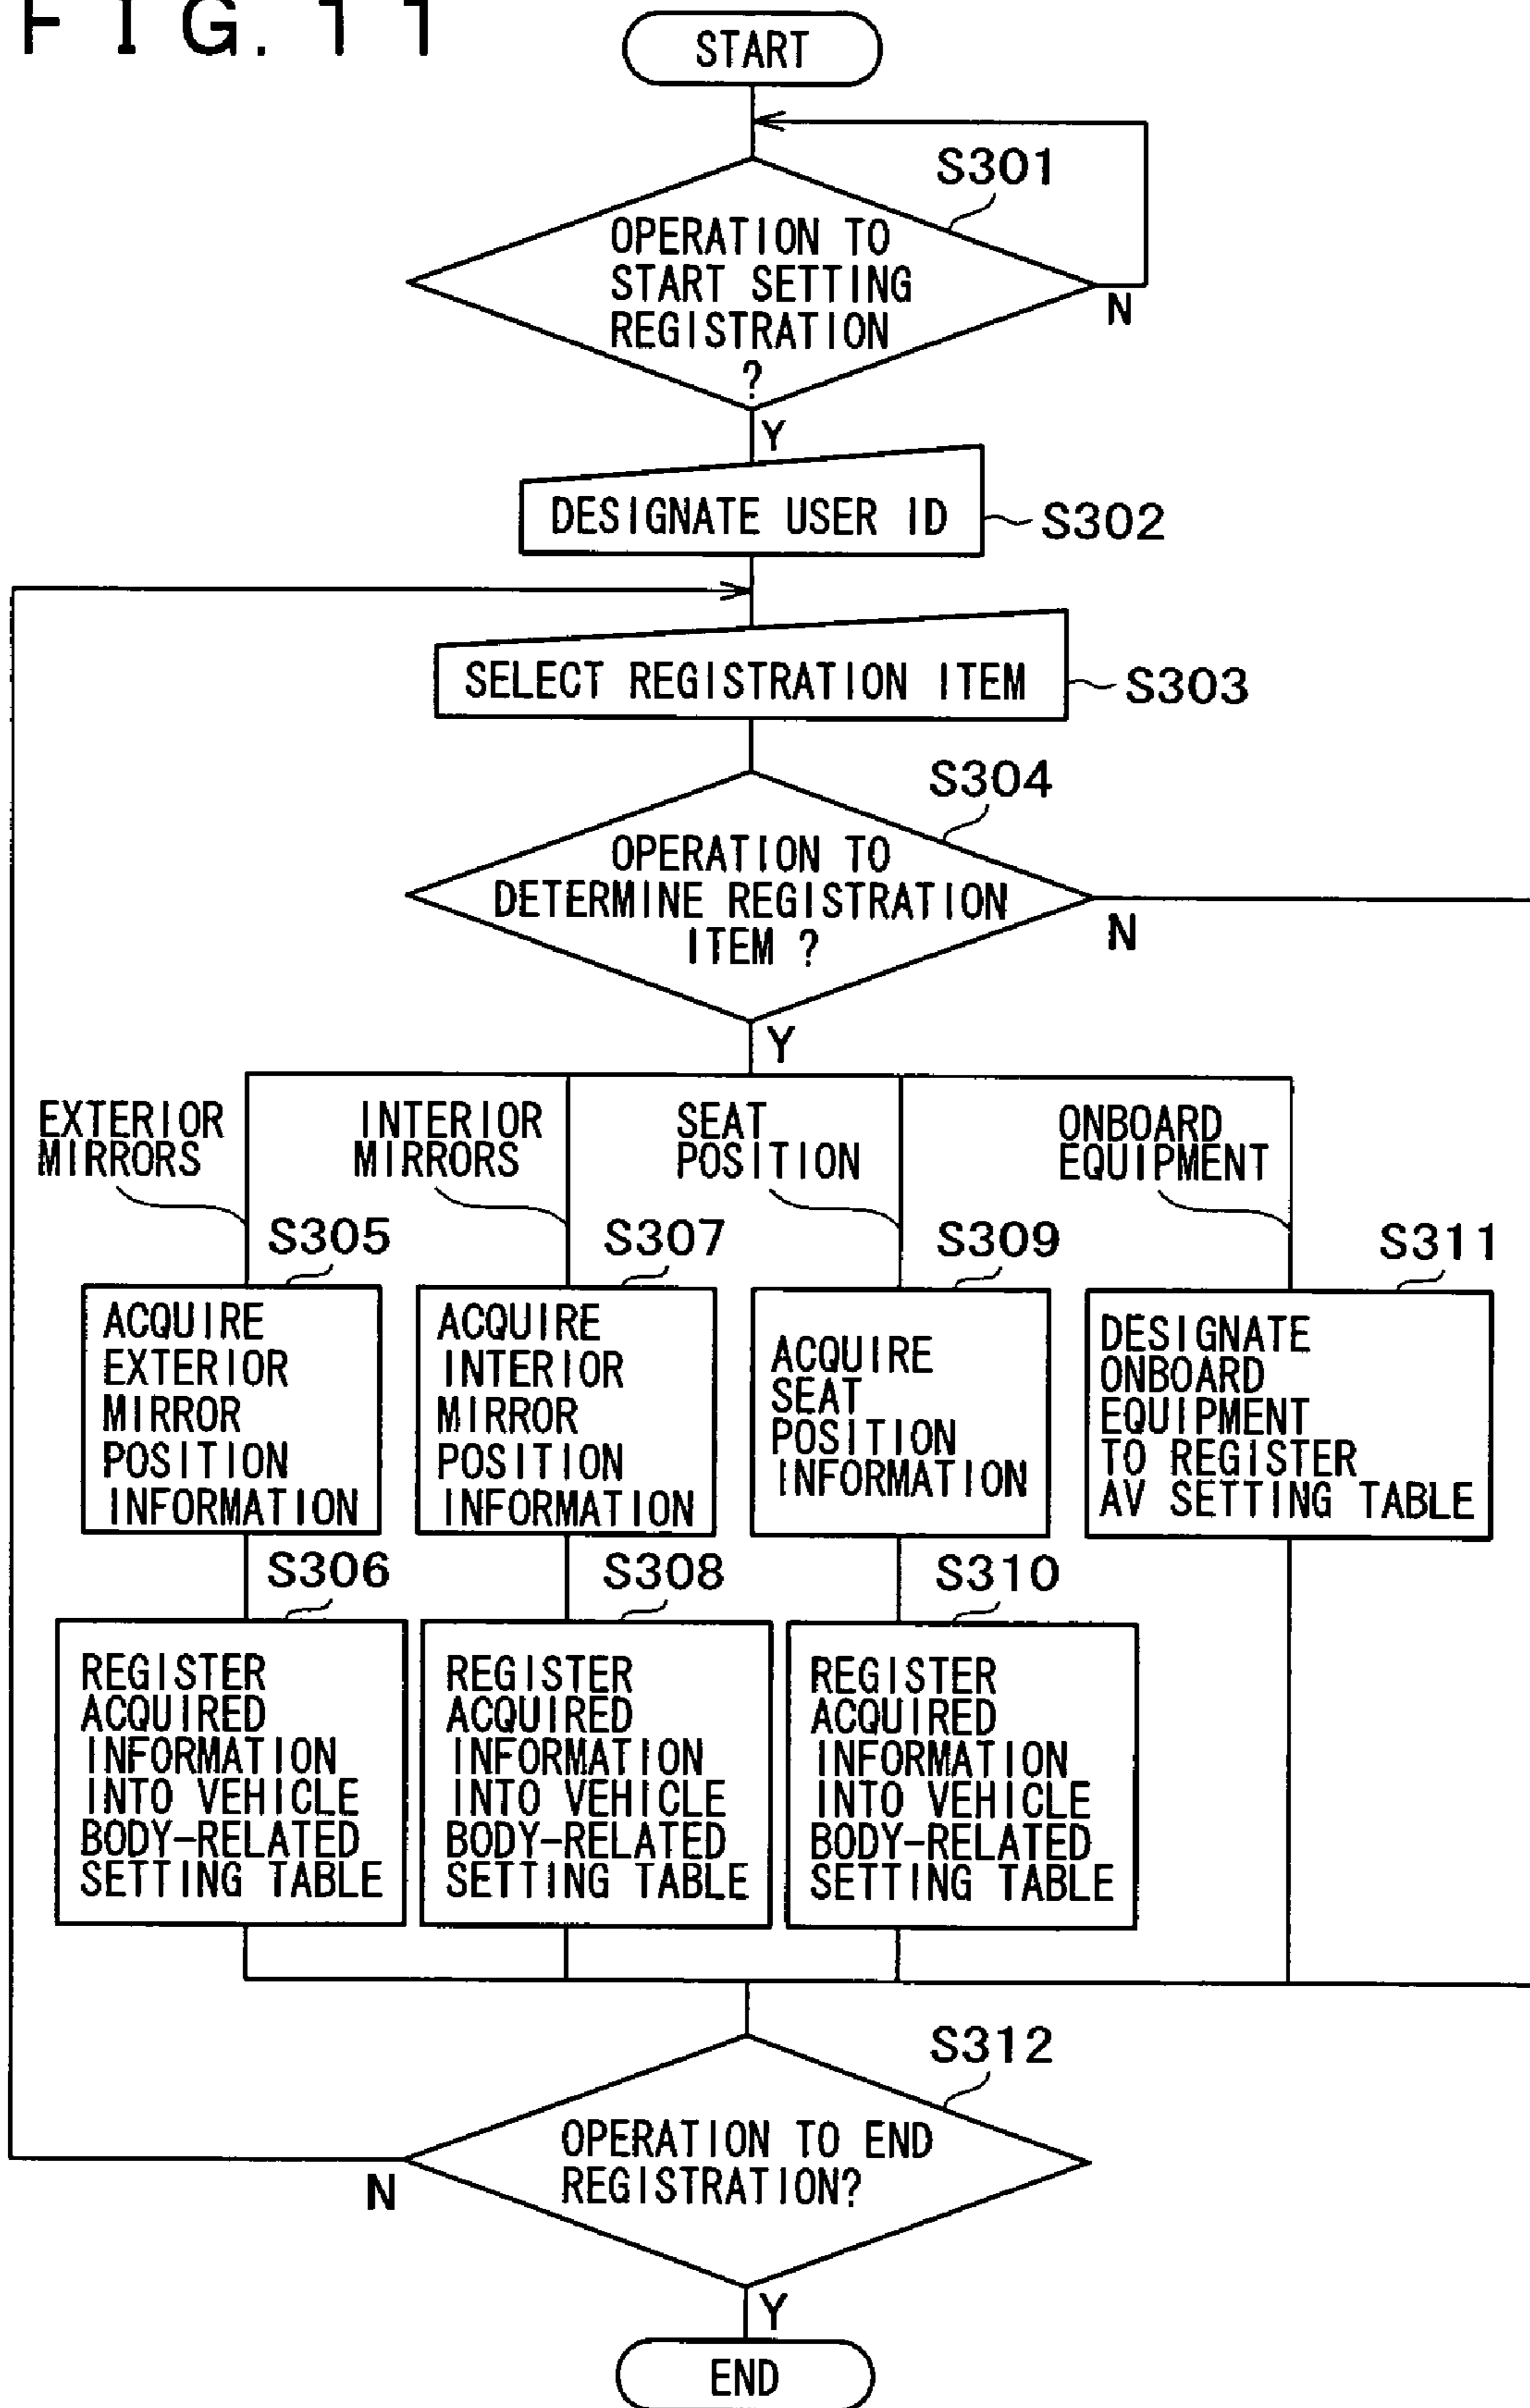 FIG. 11
START
S301
OPERATION TO
START SETTING
REGISTRATION
?
N
Y
DESIGNATE USER ID
S302
SELECT REGISTRATION ITEM
S303
S304
OPERATION TO
DETERMINE REGISTRATION
ITEM ?
N
Y
EXTERIOR
MIRRORS
INTERIOR
MIRRORS
SEAT
POSITION
ONBOARD
EQUIPMENT
S305
ACQUIRE
EXTERIOR
MIRROR
POSITION
INFORMATION
S307
ACQUIRE
INTERIOR
MIRROR
POSITION
INFORMATION
S309
ACQUIRE
SEAT
POSITION
INFORMATION
S311
DESIGNATE
ONBOARD
EQUIPMENT
TO REGISTER
AV SETTING TABLE
S306
REGISTER
ACQUIRED
INFORMATION
INTO VEHICLE
BODY-RELATED
SETTING TABLE
S308
REGISTER
ACQUIRED
INFORMATION
INTO VEHICLE
BODY-RELATED
SETTING TABLE
S310
REGISTER
ACQUIRED
INFORMATION
INTO VEHICLE
BODY-RELATED
SETTING TABLE
S312
OPERATION TO END
REGISTRATION?
N
Y
END